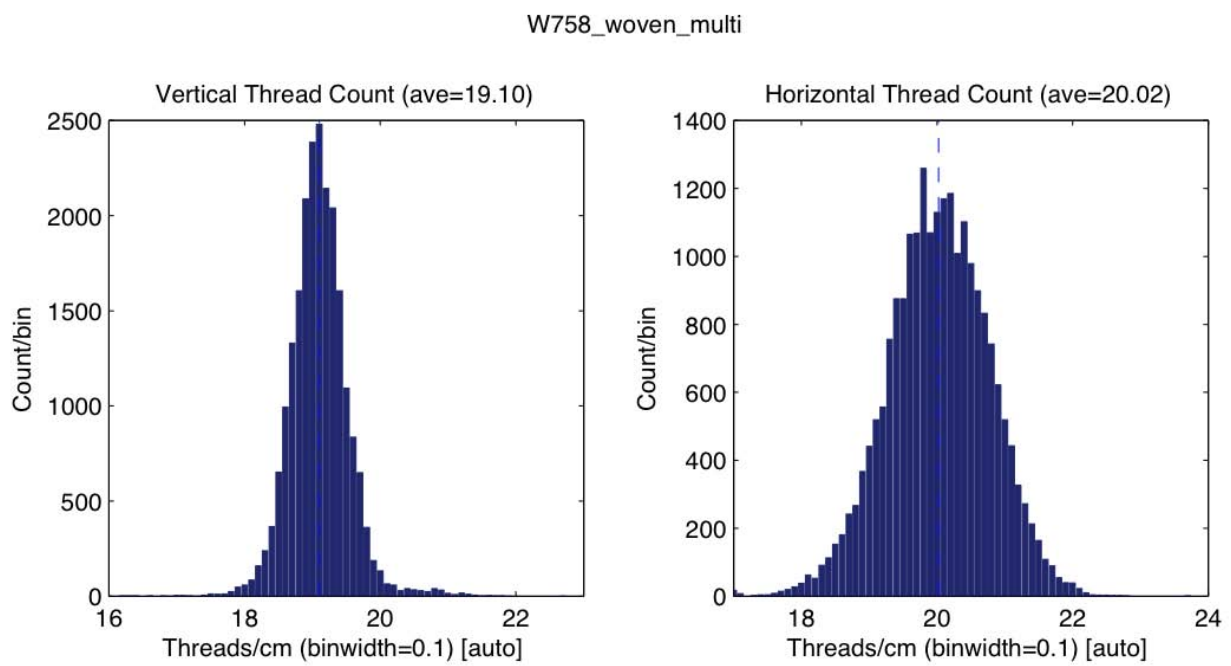 W758_woven_multi
Vertical Thread Count (ave=19.10)
2500
2000
1500
1000
500
0
Count/bin
16 18 20 22
Threads/cm (binwidth=0.1) [auto]
Horizontal Thread Count (ave=20.02)
1400
1200
1000
800
600
400
200
0
Count/bin
18 20 22 24
Threads/cm (binwidth=0.1) [auto]